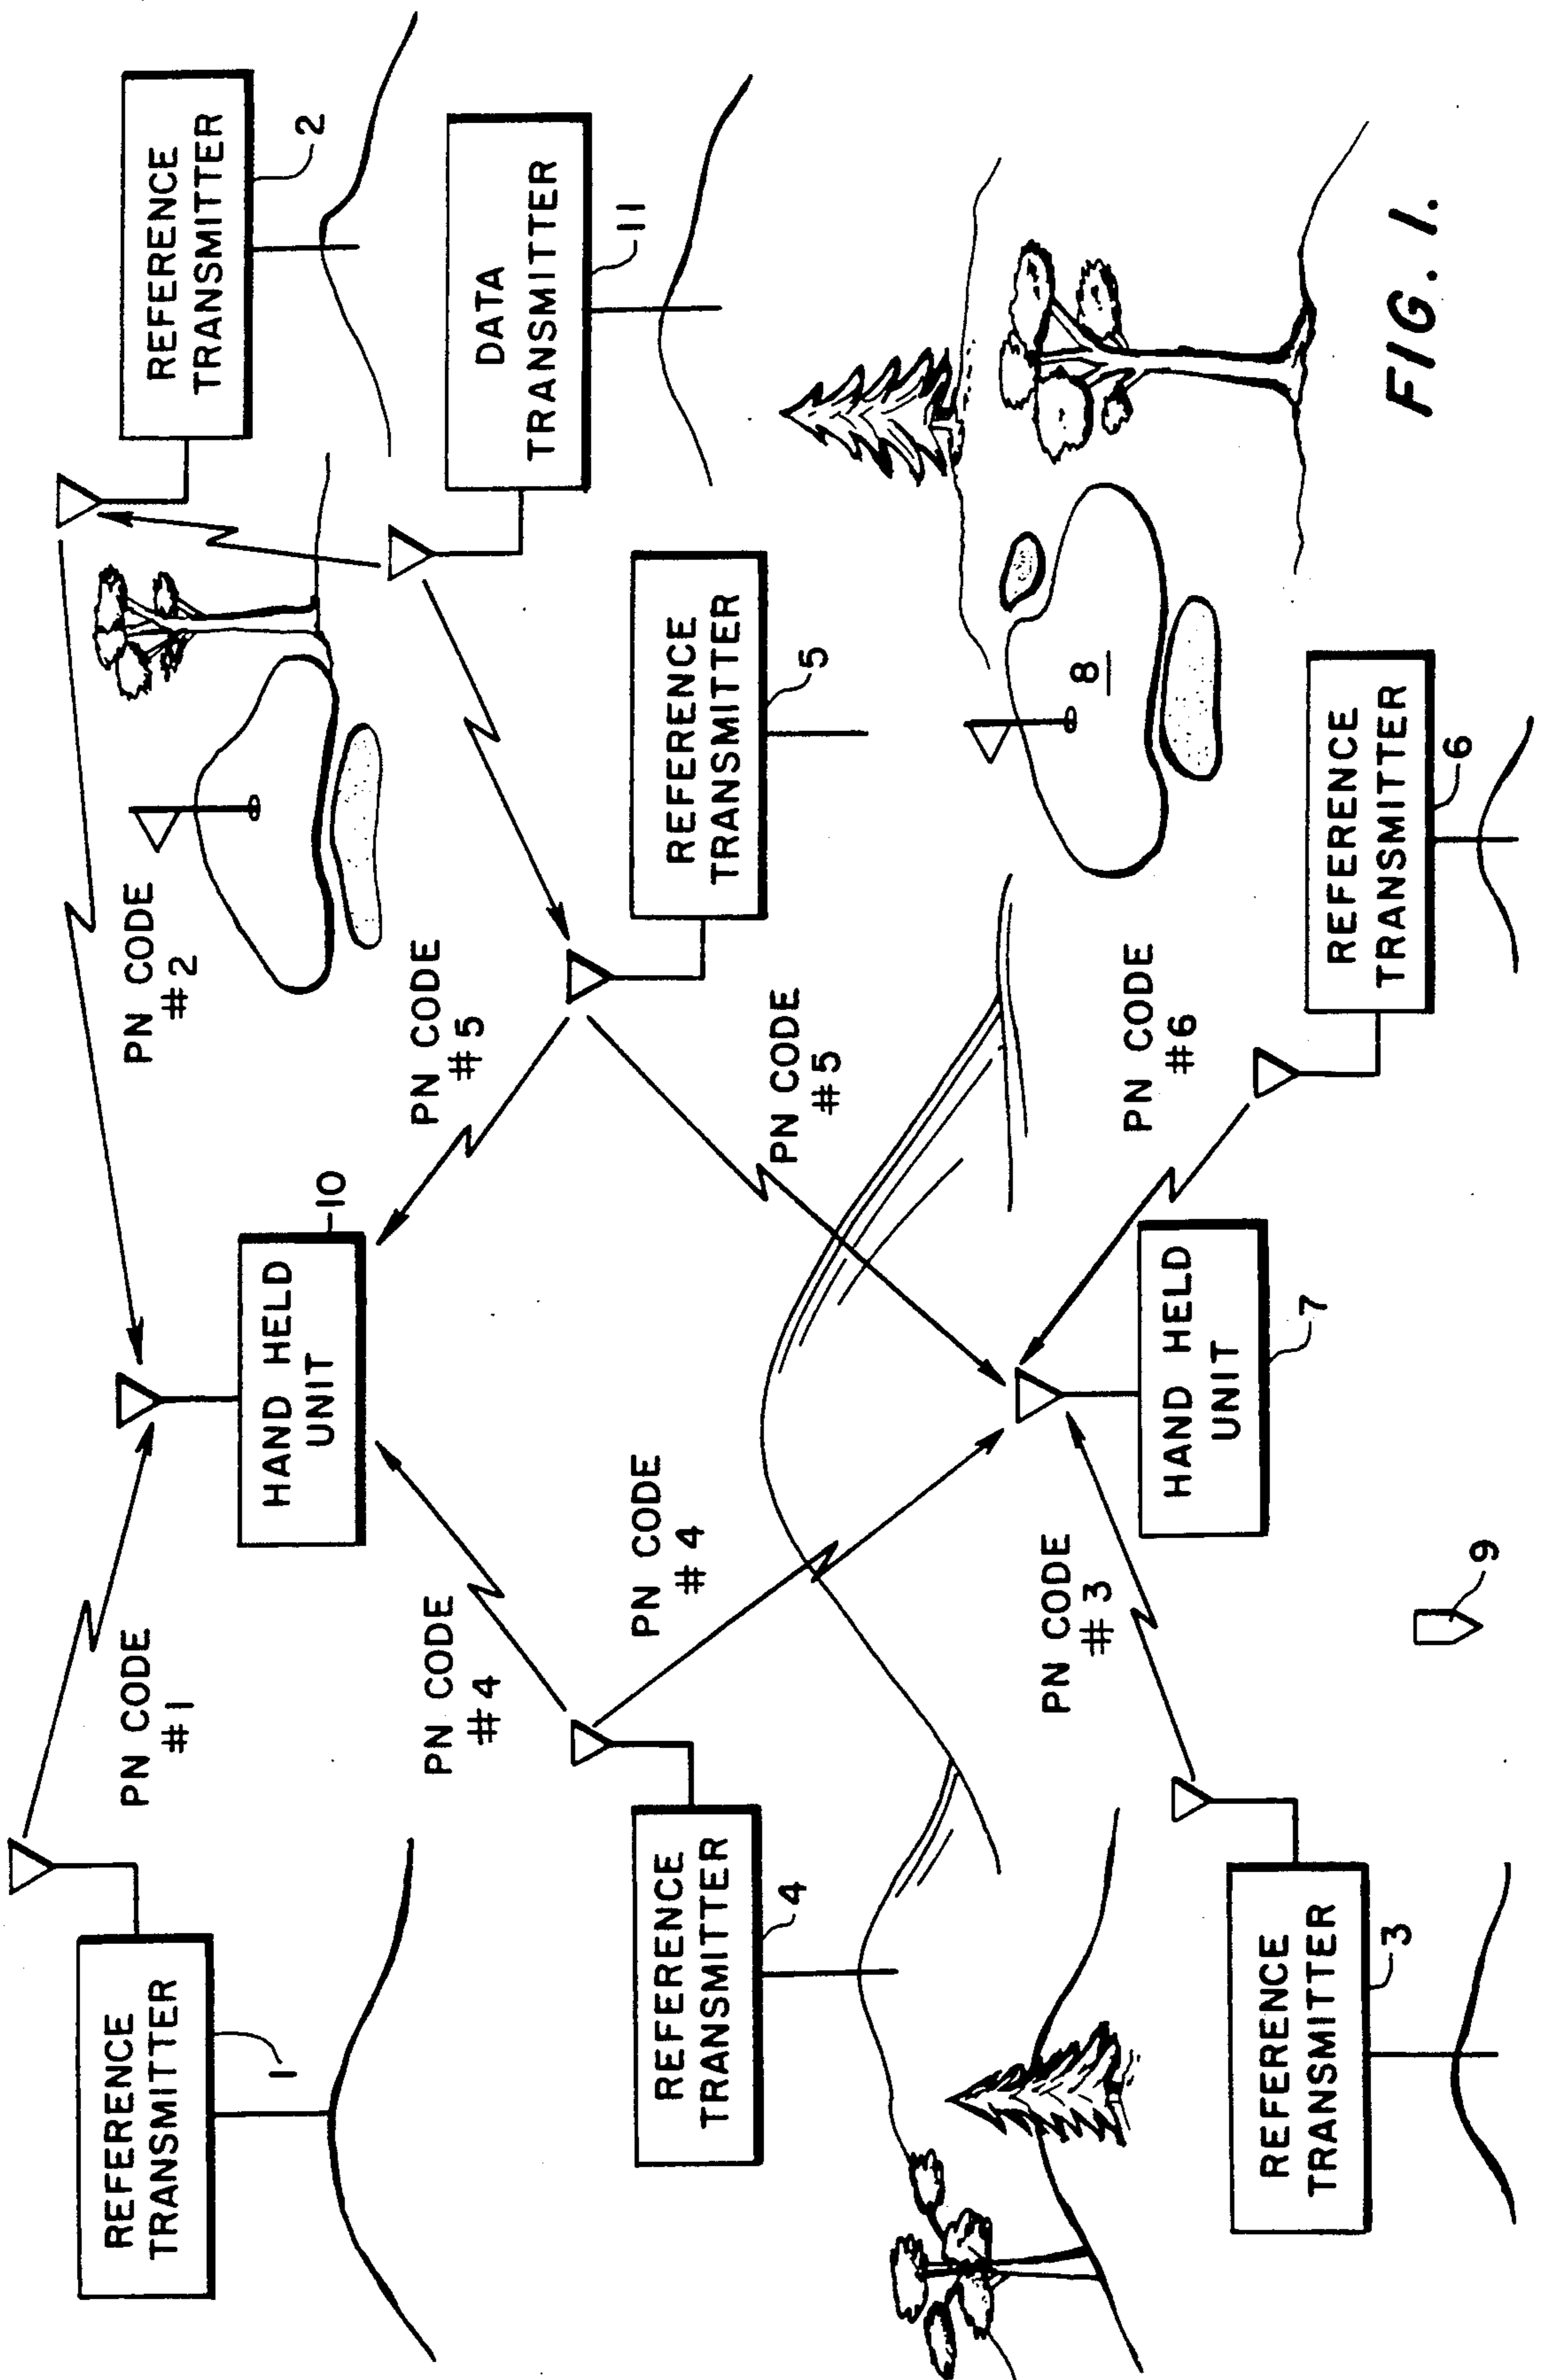 REFERENCE
TRANSMITTER
1
PN CODE
#1
HAND HELD
UNIT
10
PN CODE
#2
REFERENCE
TRANSMITTER
2
DATA
TRANSMITTER
11
PN CODE
#4
PN CODE
#5
REFERENCE
TRANSMITTER
4
PN CODE
#4
PN CODE
#5
REFERENCE
TRANSMITTER
5
REFERENCE
TRANSMITTER
3
PN CODE
#3
HAND HELD
UNIT
7
PN CODE
#6
8
REFERENCE
TRANSMITTER
6
9
FIG. 1.